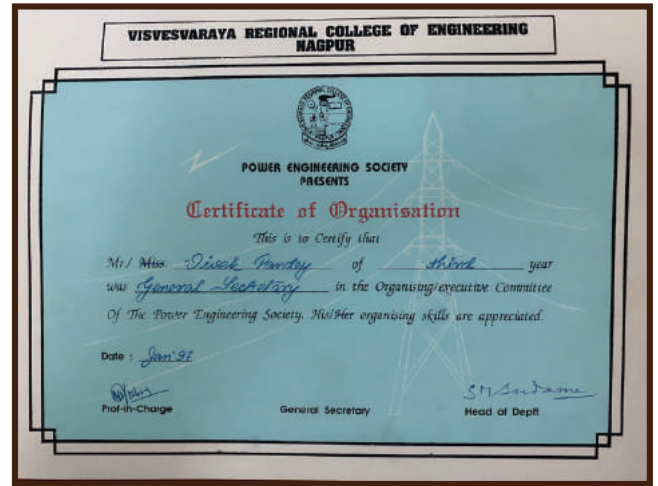 VISVESVARAYA REGIONAL COLLEGE OF ENGINEERING
NAGPUR
POWER ENGINEERING SOCIETY
PRESENTS
Certificate of Organisation
This is to Certify that
Mr./ Miss. Vivek Pandey of third year
was General Secretary in the Organising/executive Committee
Of The Power Engineering Society. His/Her organising skills are appreciated.
Date : Jan' 97
Prof-in-Charge General Secretary Head of Deptt